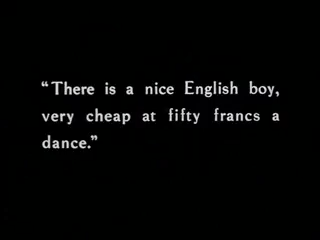 “There is a nice English boy,
very cheap at fifty francs a
dance.”